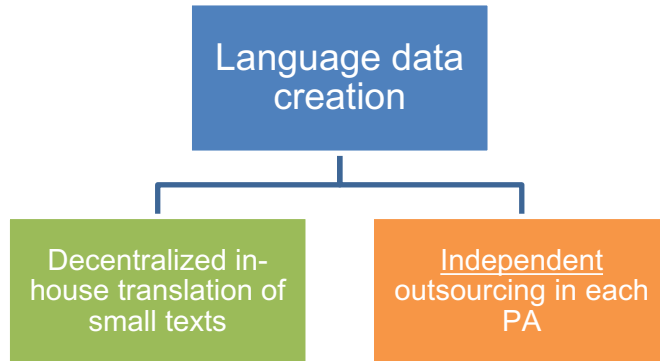 Language data
creation
Decentralized in-
house translation of
small texts
Independent
outsourcing in each
PA